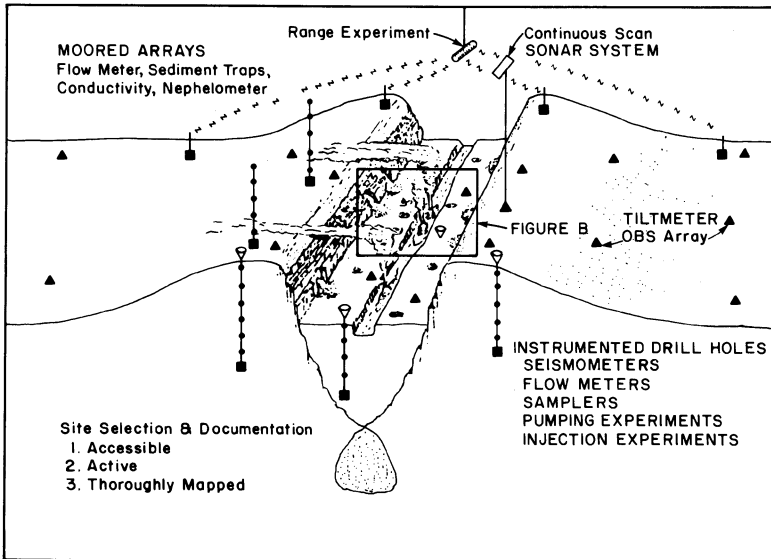 Range Experiment
Continuous Scan
SONAR SYSTEM
MOORED ARRAYS
Flow Meter, Sediment Traps,
Conductivity, Nephelometer
FIGURE B
TILTMETER
OBS Array
INSTRUMENTED DRILL HOLES
SEISMOMETERS
FLOW METERS
SAMPLERS
PUMPING EXPERIMENTS
INJECTION EXPERIMENTS
Site Selection & Documentation
1. Accessible
2. Active
3. Thoroughly Mapped